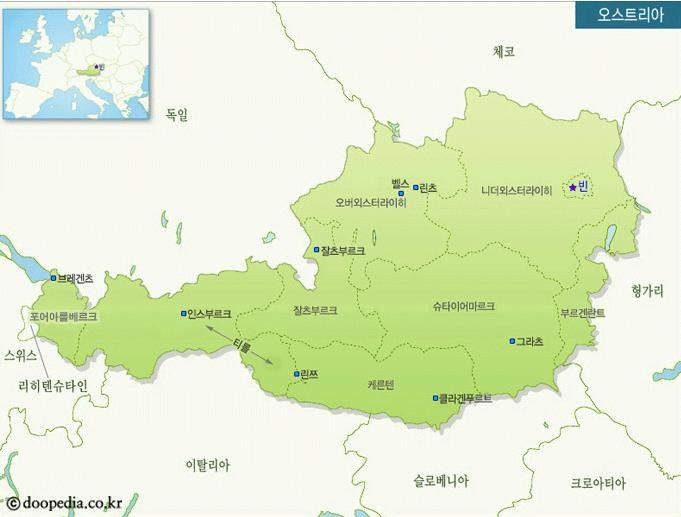 오스트리아
빈
체코
독일
벨스
린츠
오버외스터라이히
니더외스터라이히
빈
잘츠부르크
브레겐츠
헝가리
인스부르크
잘츠부르크
슈타이어마르크
부르겐란트
포어아를베르크
티롤
그라츠
스위스
린쯔
케른텐
리히텐슈타인
클라겐푸르트
이탈리아
슬로베니아
크로아티아
ⓒ doopedia.co.kr